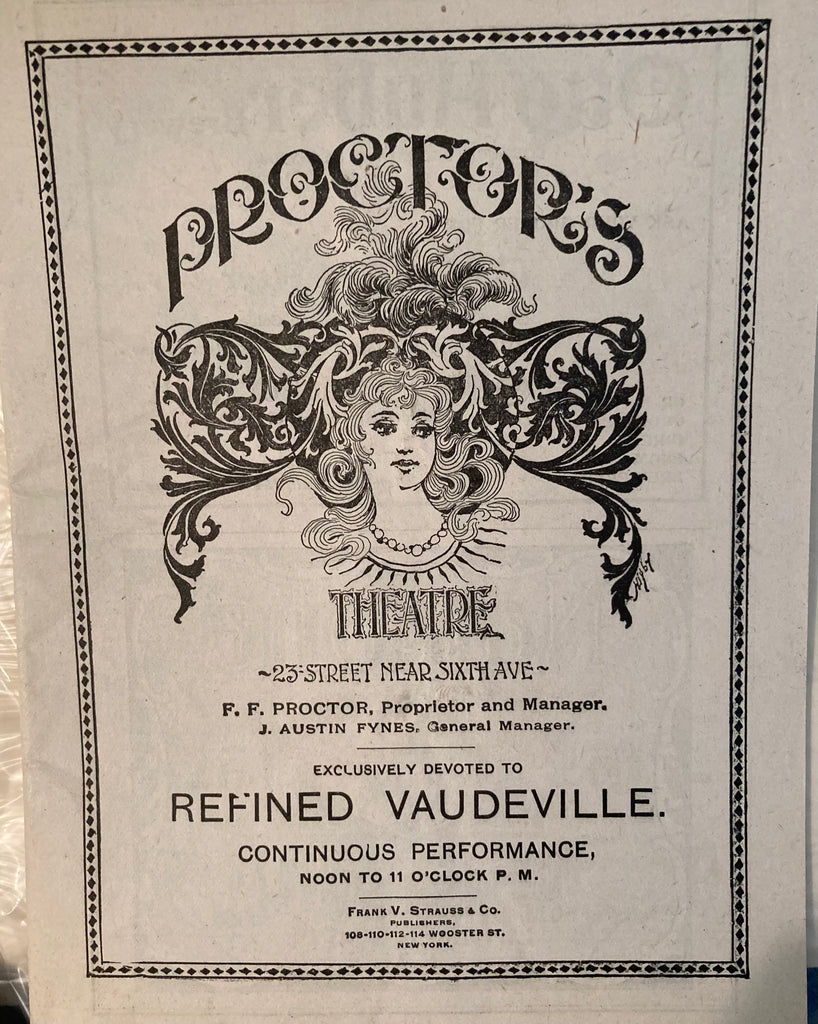 PROCTOR'S
THEATRE
~23-STREET NEAR SIXTH AVE~
F. F. PROCTOR, Proprietor and Manager.
J. AUSTIN FYNES, General Manager.
EXCLUSIVELY DEVOTED TO
REFINED VAUDEVILLE.
CONTINUOUS PERFORMANCE,
NOON TO 11 O'CLOCK P. M.
FRANK V. STRAUSS & CO.
PUBLISHERS,
108-110-112-114 WOOSTER ST.
NEW YORK.